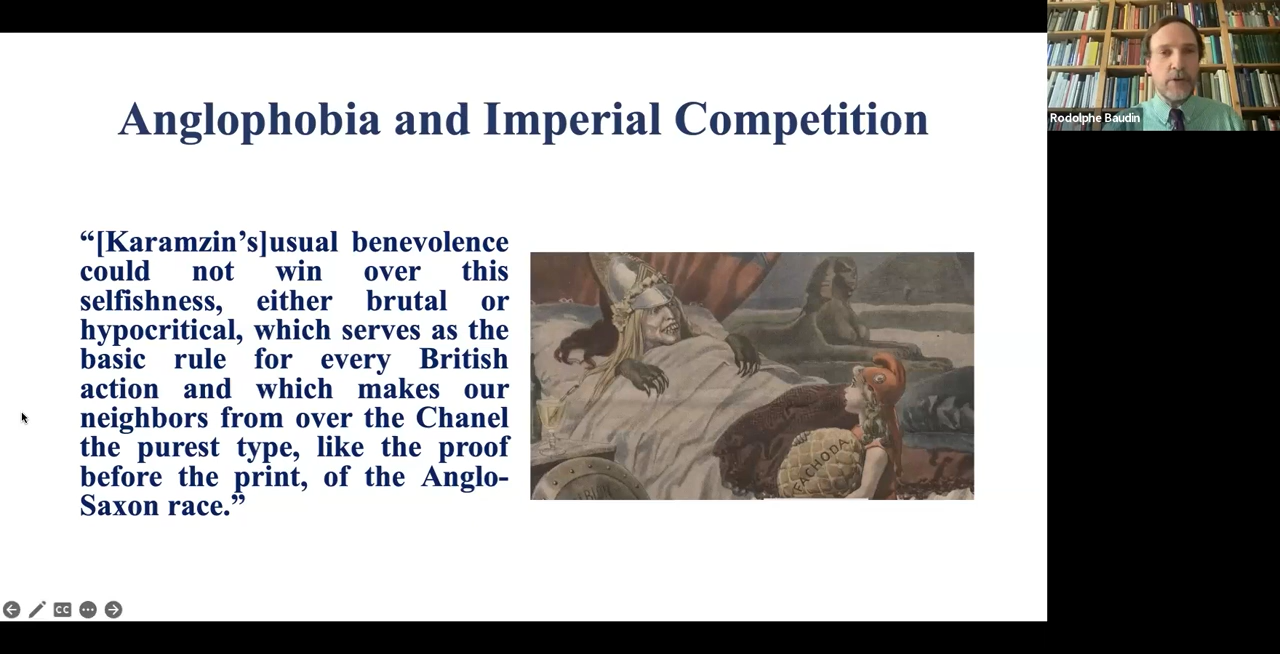 Anglophobia and Imperial Competition
“[Karamzin’s]usual benevolence
could not win over this
selfishness, either brutal or
hypocritical, which serves as the
basic rule for every British
action and which makes our
neighbors from over the Chanel
the purest type, like the proof
before the print, of the Anglo-
Saxon race.”
FACHODA
Rodolphe Baudin
CC